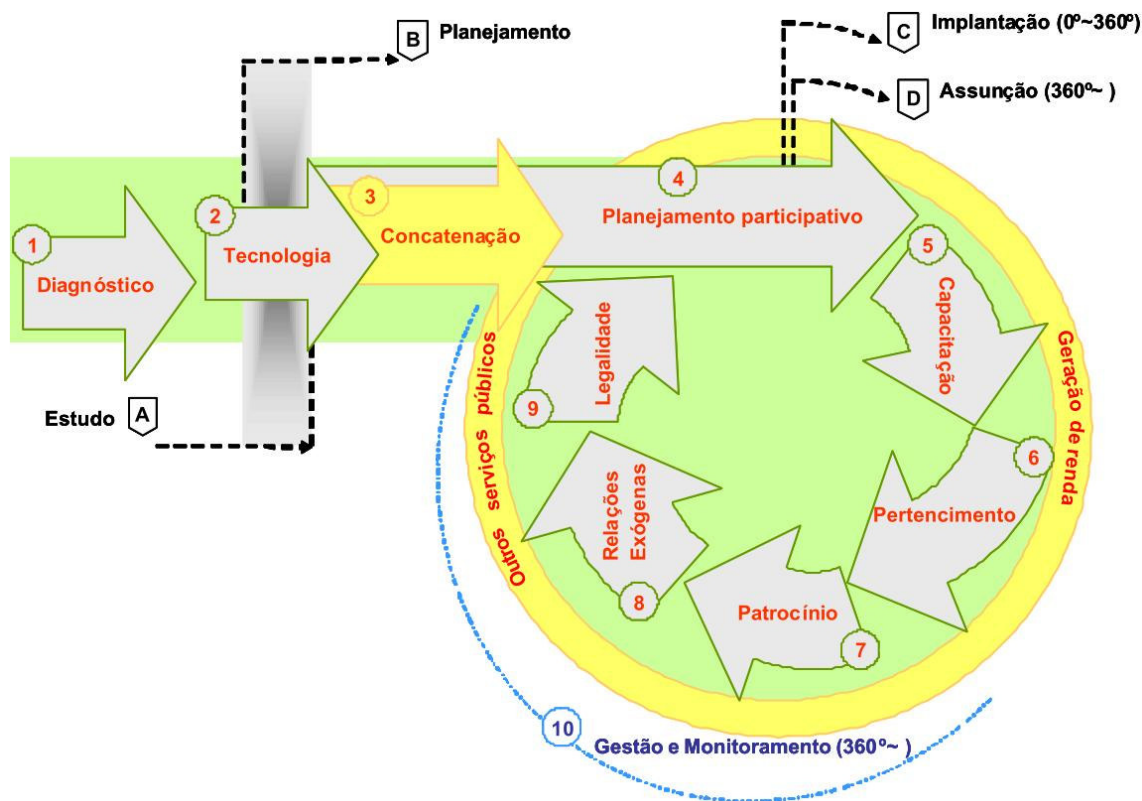 B
Planejamento
C
Implantação (0º~360º)
D
Assunção (360º~ )
1
Diagnóstico
2
Tecnologia
3
Concatenação
4
Planejamento participativo
5
Capacitação
6
Pertencimento
7
Patrocínio
8
Relações
Exógenas
9
Legalidade
Estudo
A
Outros serviços públicos
Geração de renda
10
Gestão e Monitoramento (360º~ )